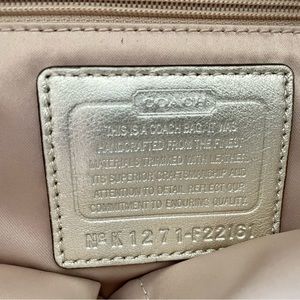 COACH
THIS IS A COACH BAG. IT WAS
HANDCRAFTED FROM THE FINEST
MATERIALS TRIMMED WITH LEATHER.
ITS SUPERIOR CRAFTSMANSHIP AND
ATTENTION TO DETAIL REFLECT OUR
COMMITMENT TO ENDURING QUALITY.
Nº K1271-F22161